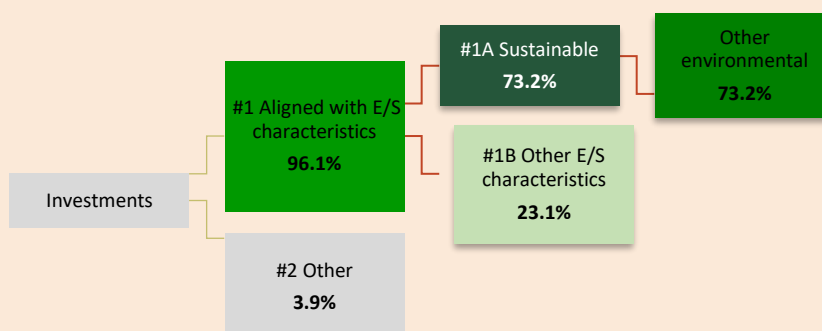 Investments
#1 Aligned with E/S
characteristics
96.1%
#2 Other
3.9%
#1A Sustainable
73.2%
#1B Other E/S
characteristics
23.1%
Other
environmental
73.2%